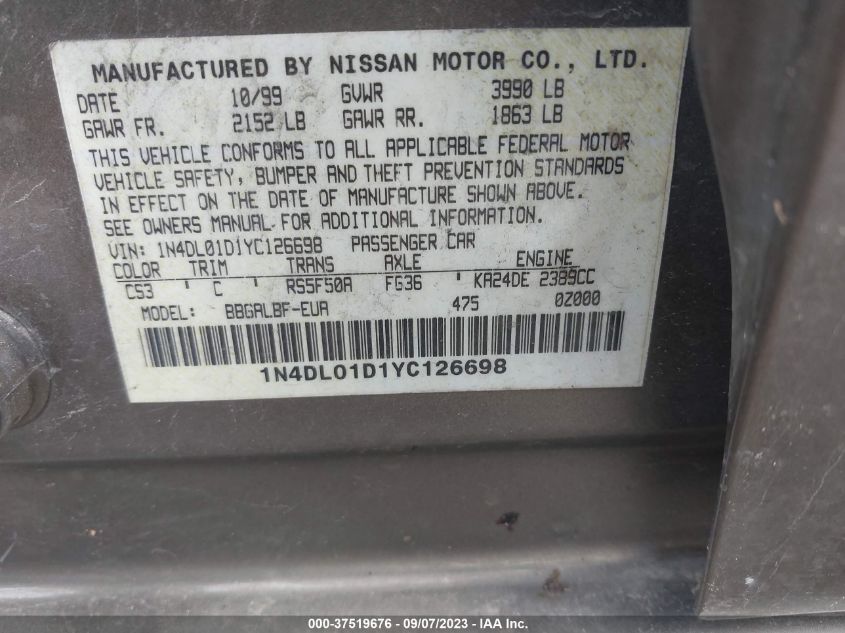 MANUFACTURED BY NISSAN MOTOR CO., LTD.
DATE 10/99 GVWR 3990 LB
GAWR FR. 2152 LB GAWR RR. 1863 LB
THIS VEHICLE CONFORMS TO ALL APPLICABLE FEDERAL MOTOR
VEHICLE SAFETY, BUMPER AND THEFT PREVENTION STANDARDS
IN EFFECT ON THE DATE OF MANUFACTURE SHOWN ABOVE.
SEE OWNERS MANUAL FOR ADDITIONAL INFORMATION.
VIN: 1N4DL01D1YC126698 PASSENGER CAR
COLOR TRIM TRANS AXLE ENGINE
CS3 ' C ' RS5F50A FG36 ' KA24DE 2389CC
MODEL: BBGALBF-EUA 475 0Z000
1N4DL01D1YC126698
000-37519676 - 09/07/2023 - IAA Inc.